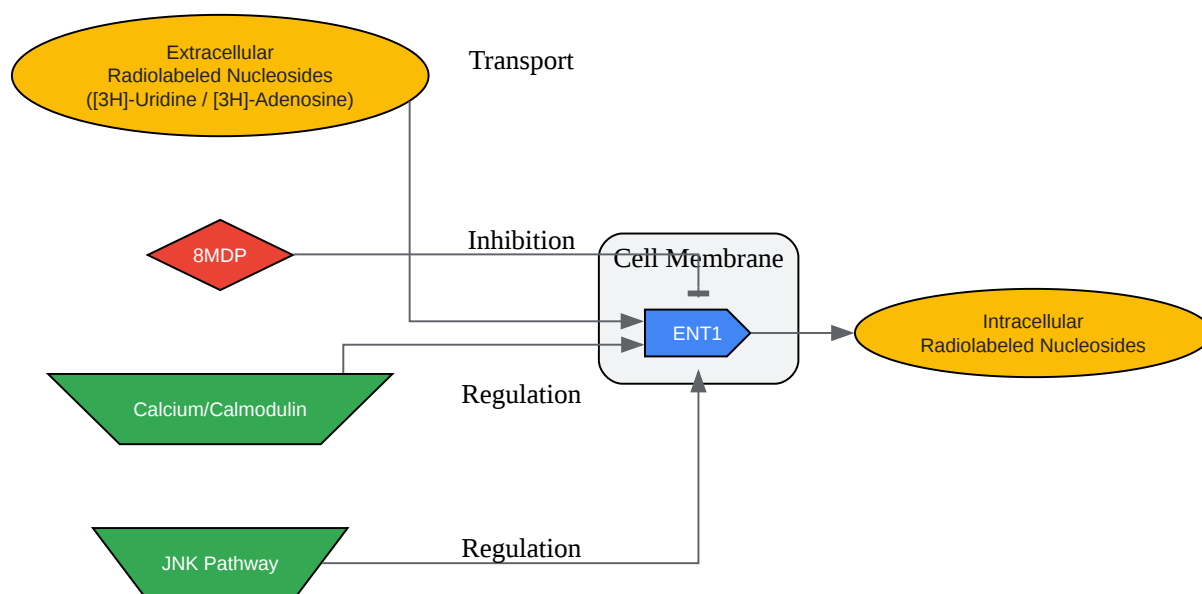 Extracellular
Radiolabeled Nucleosides
([3H]-Uridine / [3H]-Adenosine)
Transport
8MDP
Inhibition
Cell Membrane
ENT1
Intracellular
Radiolabeled Nucleosides
Calcium/Calmodulin
Regulation
JNK Pathway
Regulation